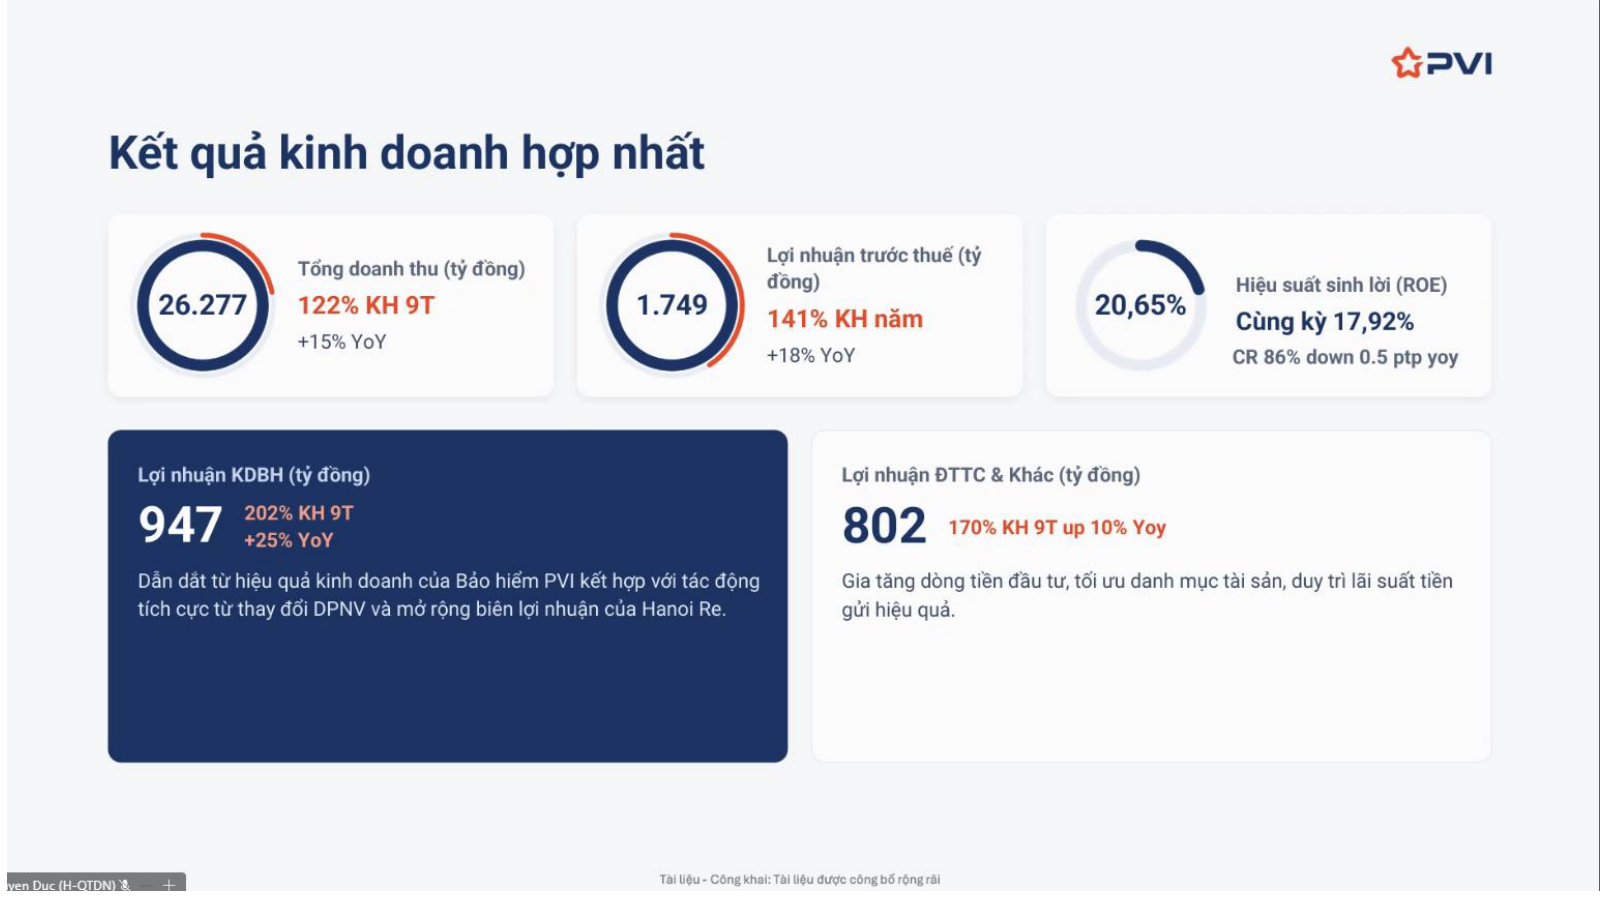 PVI
Kết quả kinh doanh hợp nhất
26.277
Tổng doanh thu (tỷ đồng)
122% KH 9T
+15% YoY
1.749
Lợi nhuận trước thuế (tỷ
đồng)
141% KH năm
+18% YoY
20,65%
Hiệu suất sinh lời (ROE)
Cùng kỳ 17,92%
CR 86% down 0.5 ptp yoy
Lợi nhuận KDBH (tỷ đồng)
947
202% KH 9T
+25% YoY
Dẫn dắt từ hiệu quả kinh doanh của Bảo hiểm PVI kết hợp với tác động
tích cực từ thay đổi DPNV và mở rộng biên lợi nhuận của Hanoi Re.
Lợi nhuận ĐTTC & Khác (tỷ đồng)
802
170% KH 9T up 10% Yoy
Gia tăng dòng tiền đầu tư, tối ưu danh mục tài sản, duy trì lãi suất tiền
gửi hiệu quả.
Tài liệu - Công khai: Tài liệu được công bố rộng rãi
yen Duc (H-QTDN)